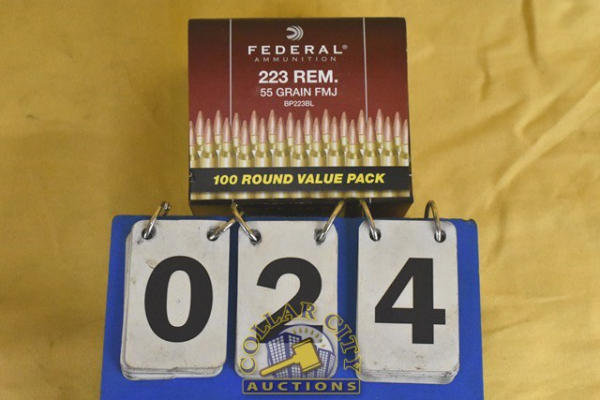 FEDERAL®
AMMUNITION
223 REM.
55 GRAIN FMJ
BP223BL
100 ROUND VALUE PACK
0 2 4
COLLAR CITY
AUCTIONS